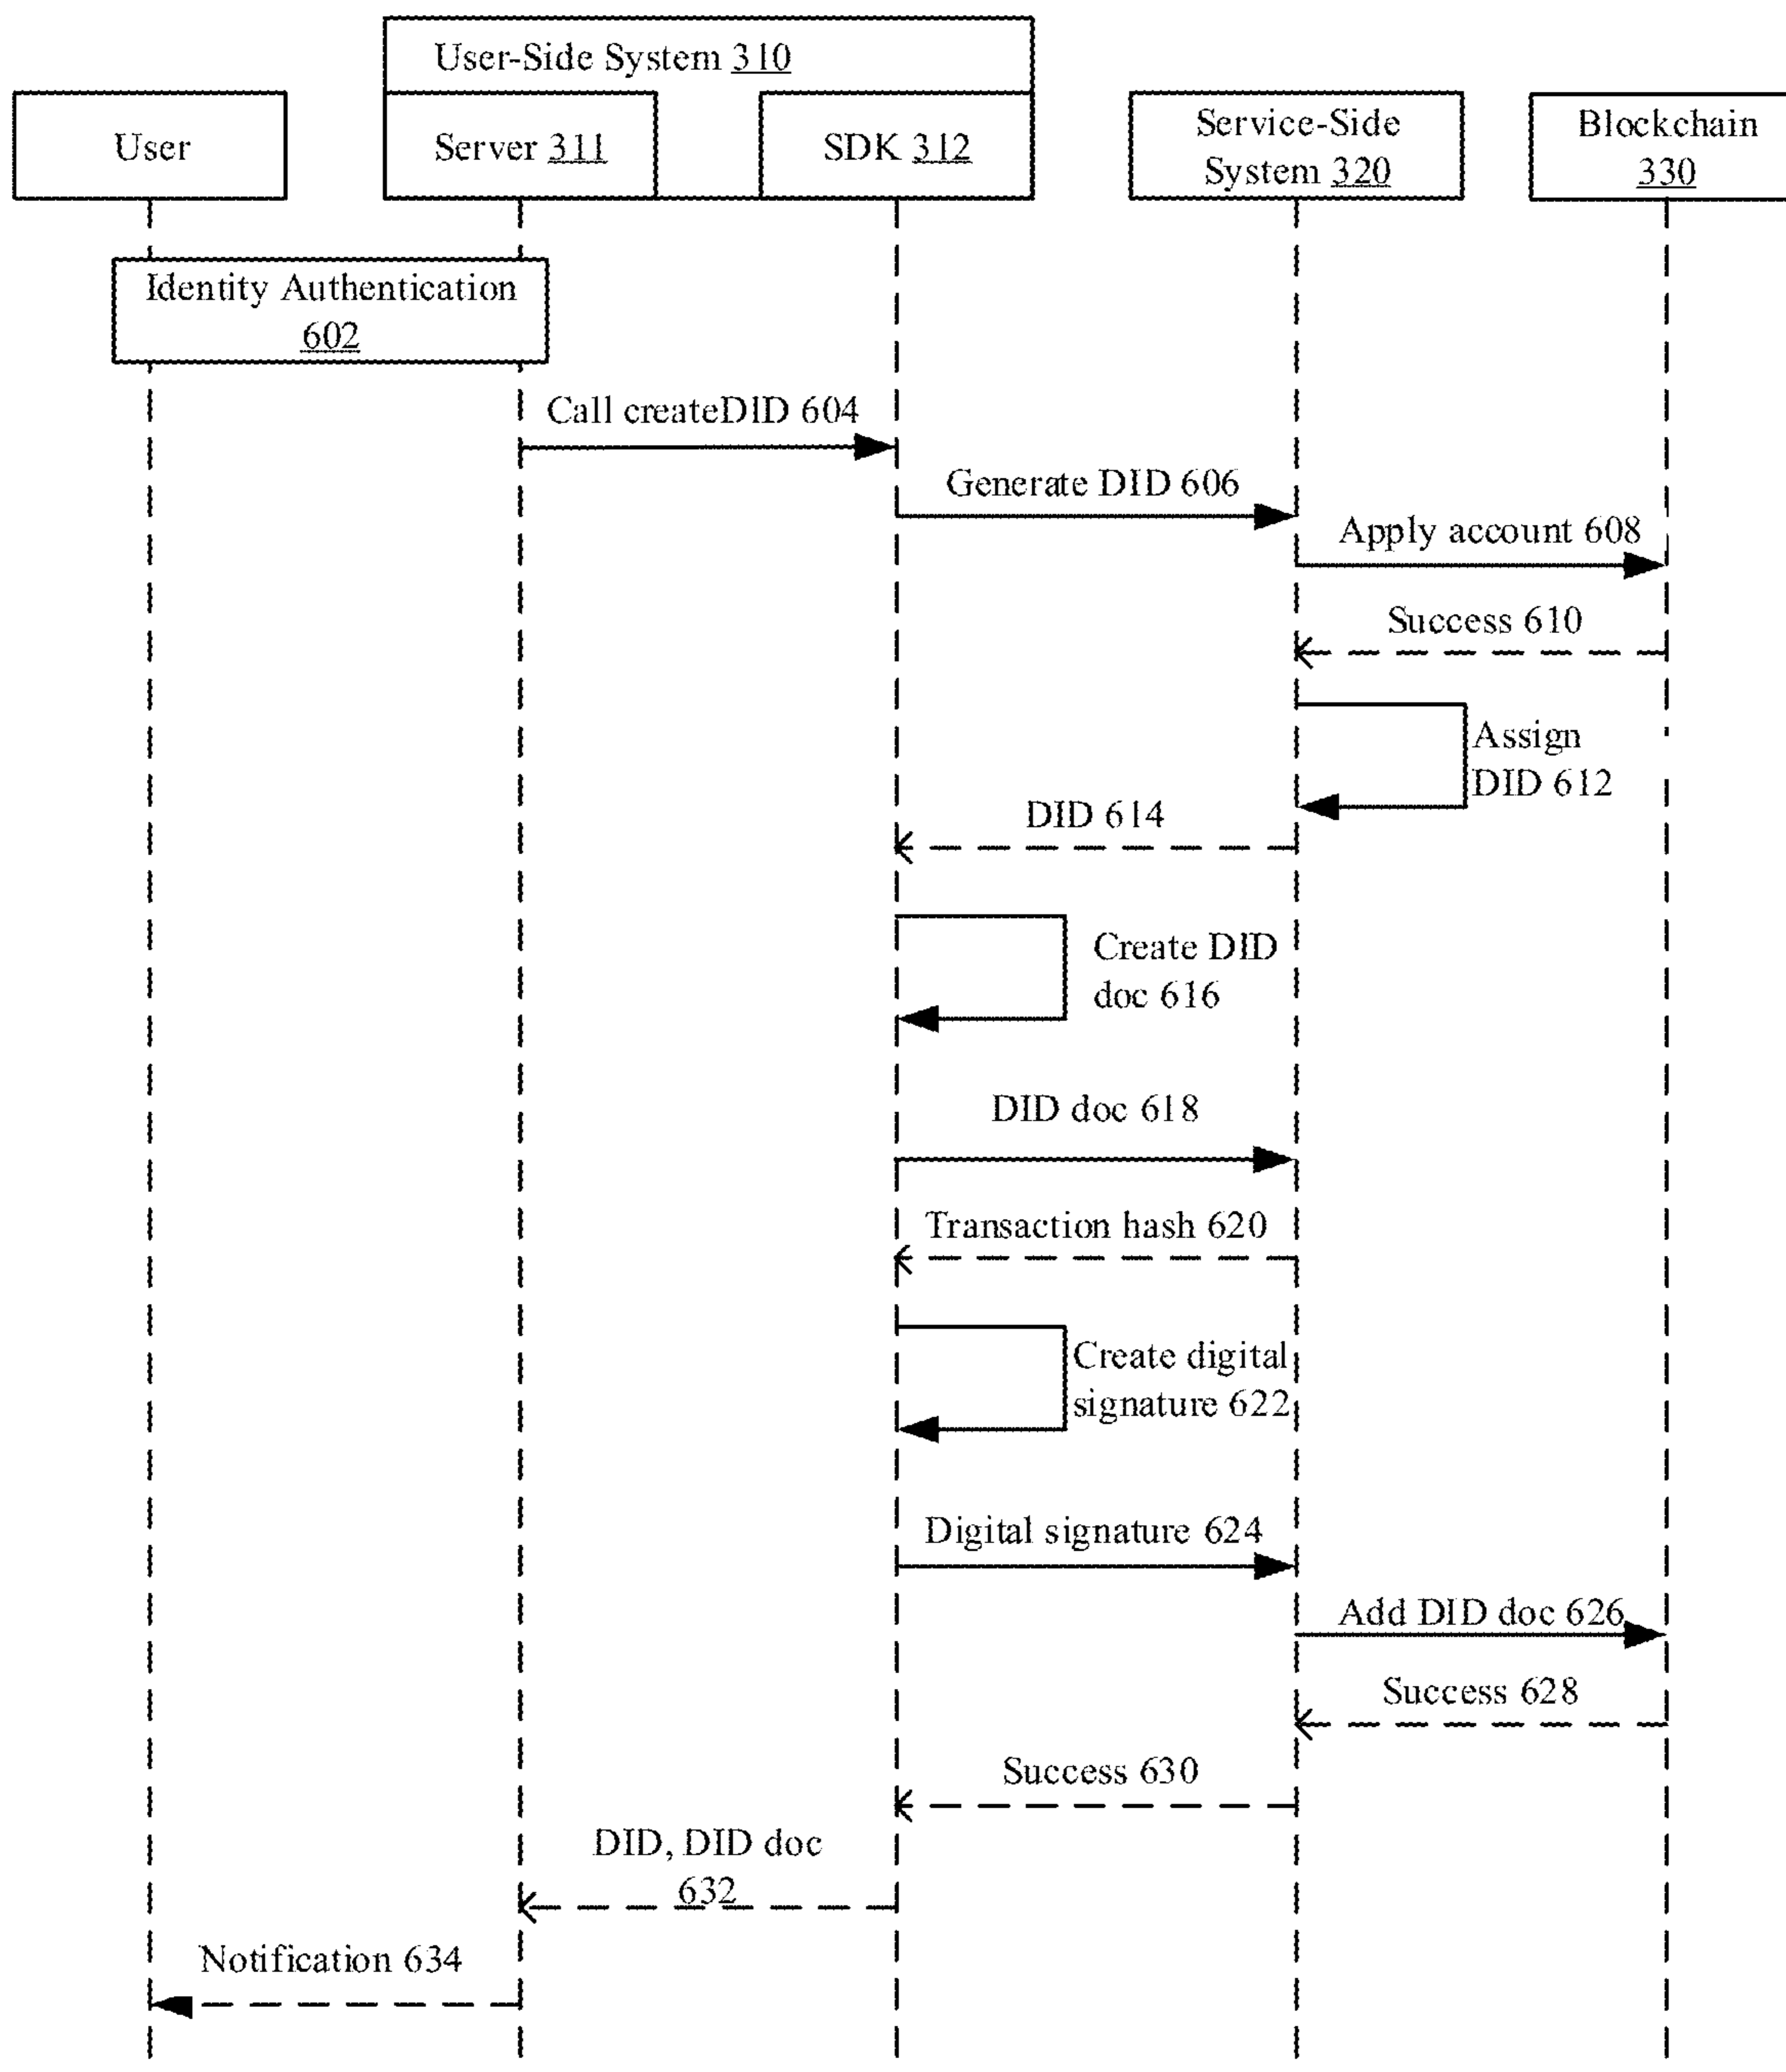 User-Side System 310
User
Server 311
SDK 312
Service-Side
System 320
Blockchain
330
Identity Authentication
602
Call createDID 604
Generate DID 606
Apply account 608
Success 610
Assign
DID 612
DID 614
Create DID
doc 616
DID doc 618
Transaction hash 620
Create digital
signature 622
Digital signature 624
Add DID doc 626
Success 628
Success 630
DID, DID doc
632
Notification 634